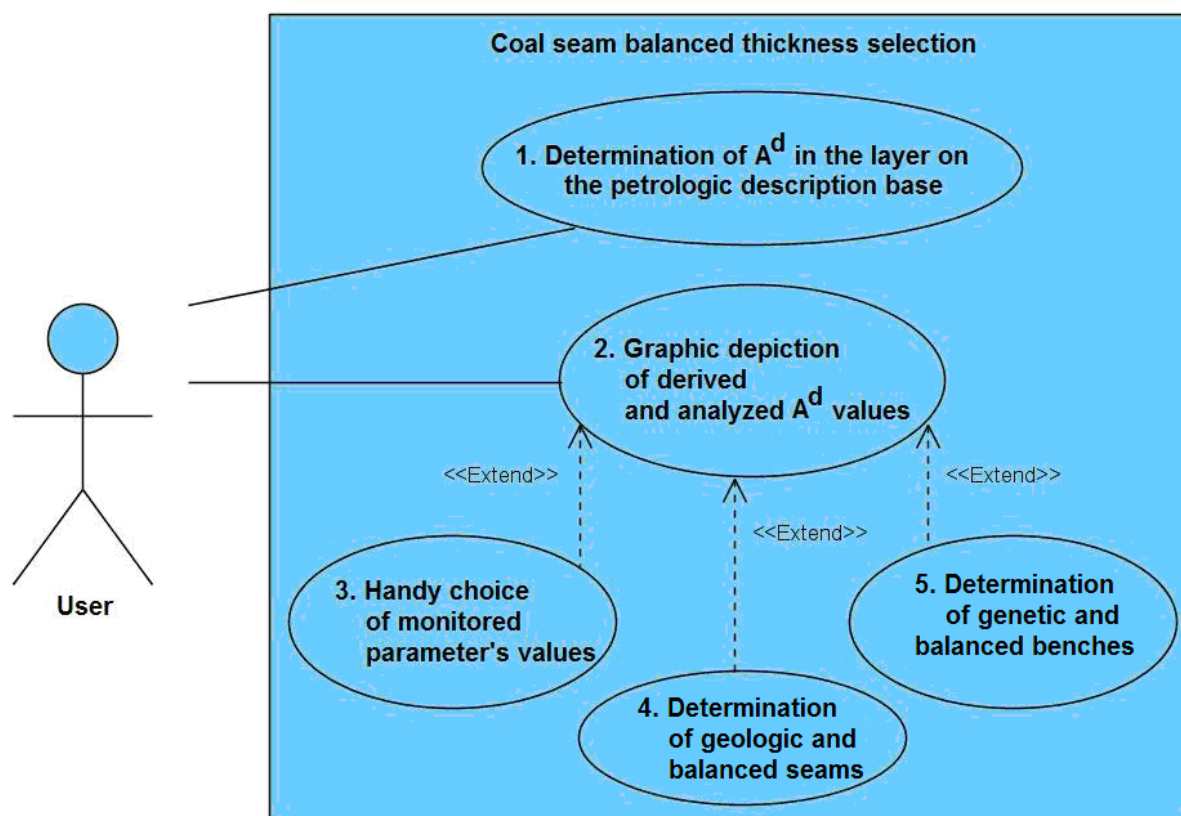 Coal seam balanced thickness selection
1. Determination of A^d in the layer on
the petrologic description base
2. Graphic depiction
of derived
and analyzed A^d values
<<Extend>>
<<Extend>>
<<Extend>>
3. Handy choice
of monitored
parameter's values
4. Determination
of geologic and
balanced seams
5. Determination
of genetic and
balanced benches
User